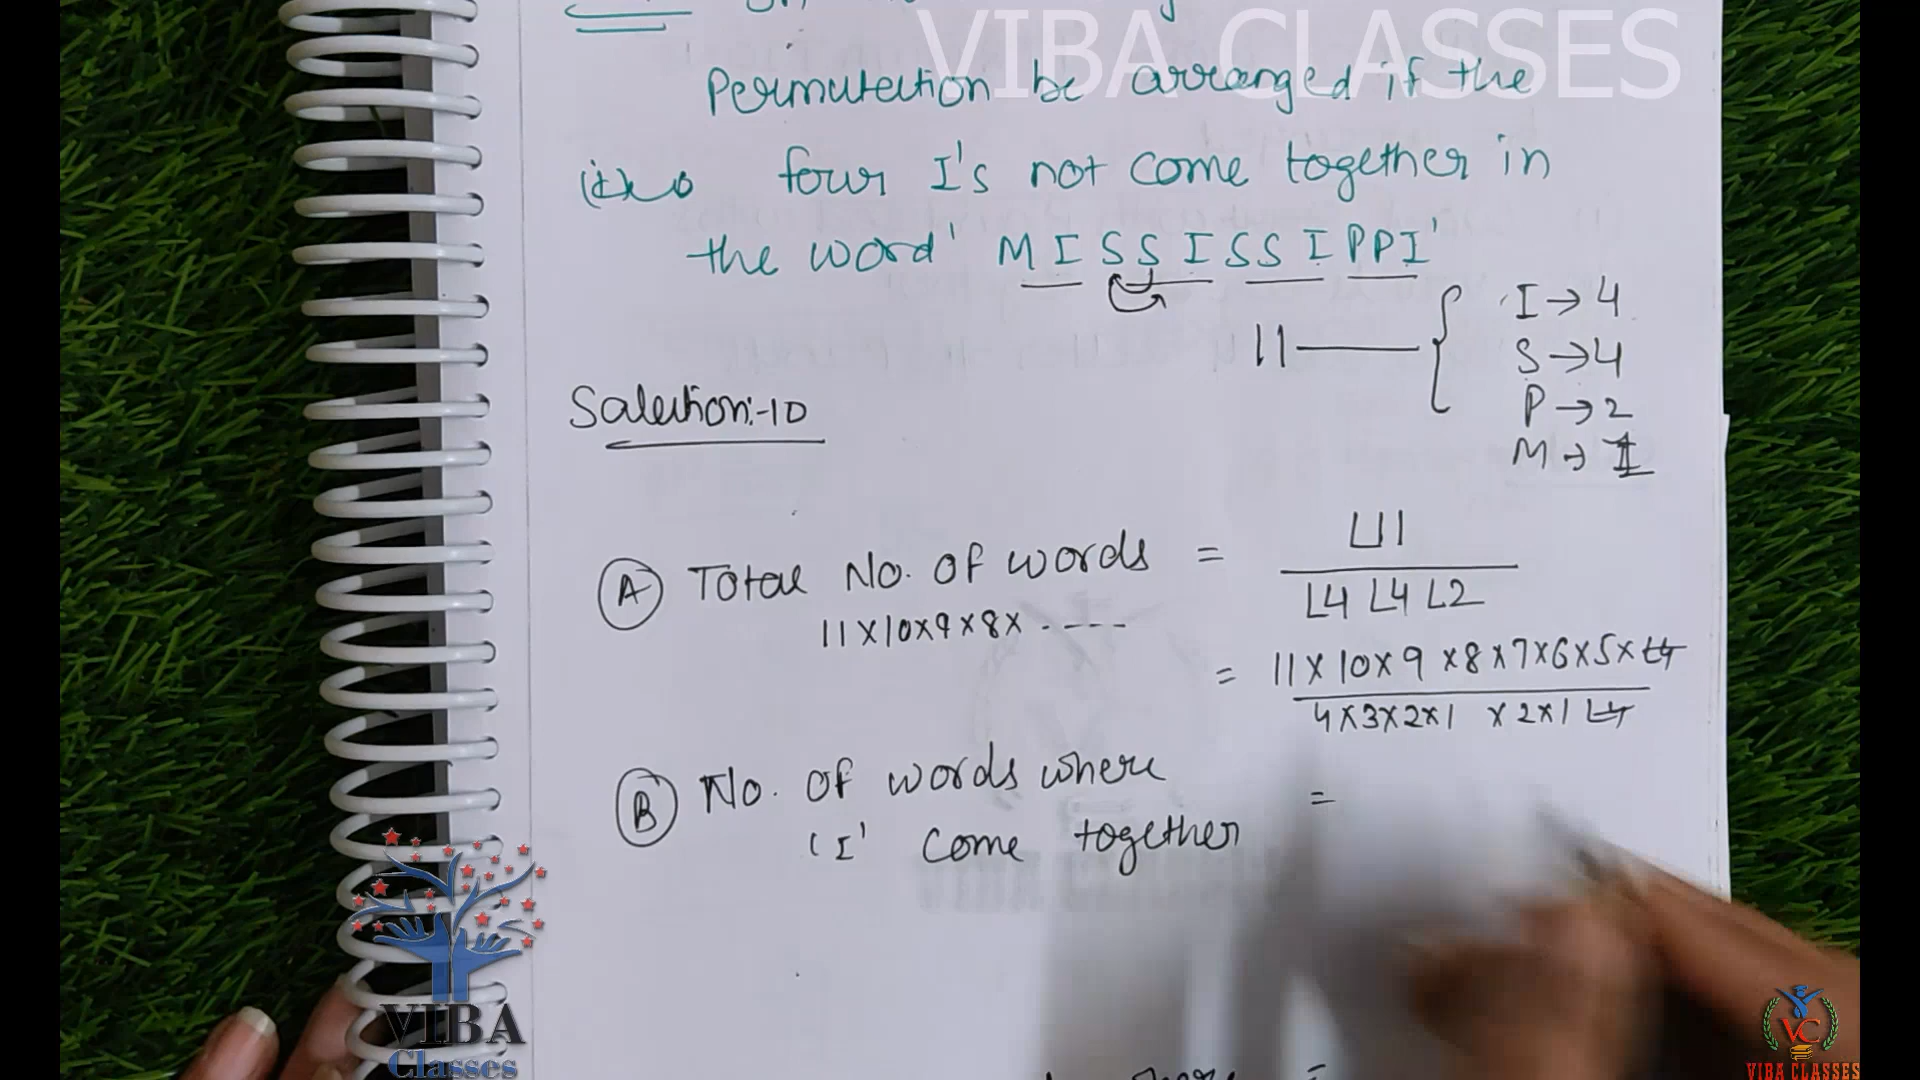 VIBA CLASSES
Permutation be arranged if the
four I's not come together in
the word ' M I S S I S S I P P I '
11
I → 4
S → 4
P → 2
M → 1
Solution:-10
A Total No. of words = L11
L4 L4 L2
11 x 10 x 9 x 8 x ----
= 11 x 10 x 9 x 8 x 7 x 6 x 5 x L4
4 x 3 x 2 x 1 x 2 x 1 L4
B No. of words where =
'I' come together
VIBA
Classes
VC
VIBA CLASSES